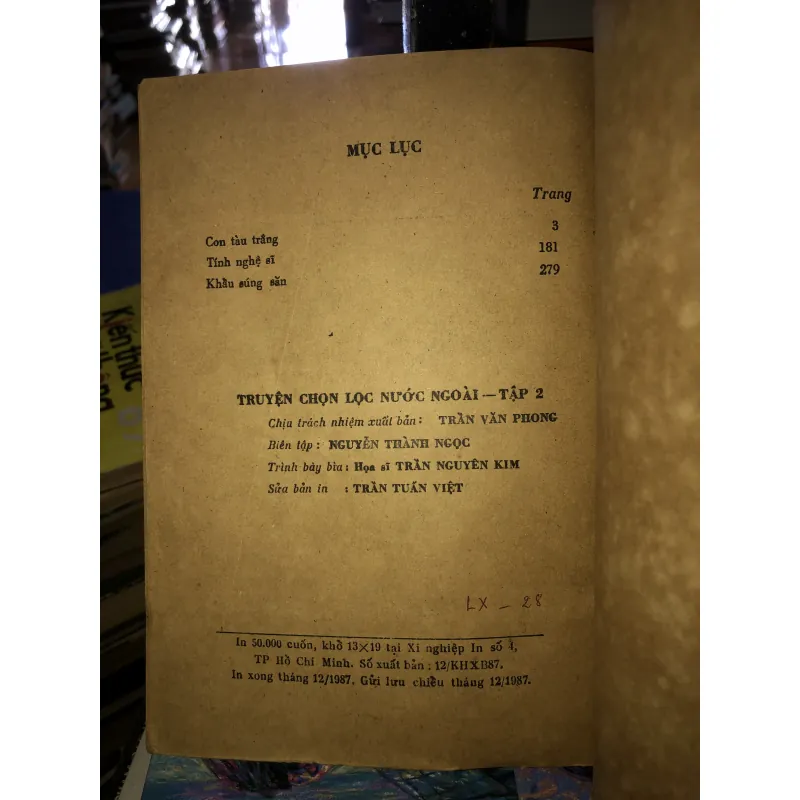 MỤC LỤC
Trang
Con tàu trắng 3
Tính nghệ sĩ 181
Khẩu súng săn 279
TRUYỆN CHỌN LỌC NƯỚC NGOÀI — TẬP 2
Chịu trách nhiệm xuất bản: TRẦN VĂN PHONG
Biên tập: NGUYỄN THÀNH NGỌC
Trình bày bìa: Họa sĩ TRẦN NGUYÊN KIM
Sửa bản in : TRẦN TUẤN VIỆT
LX - 28
In 50.000 cuốn, khổ 13×19 tại Xí nghiệp In số 4,
TP Hồ Chí Minh. Số xuất bản: 12/KHXB87.
In xong tháng 12/1987. Gửi lưu chiểu tháng 12/1987.
Kiến thức